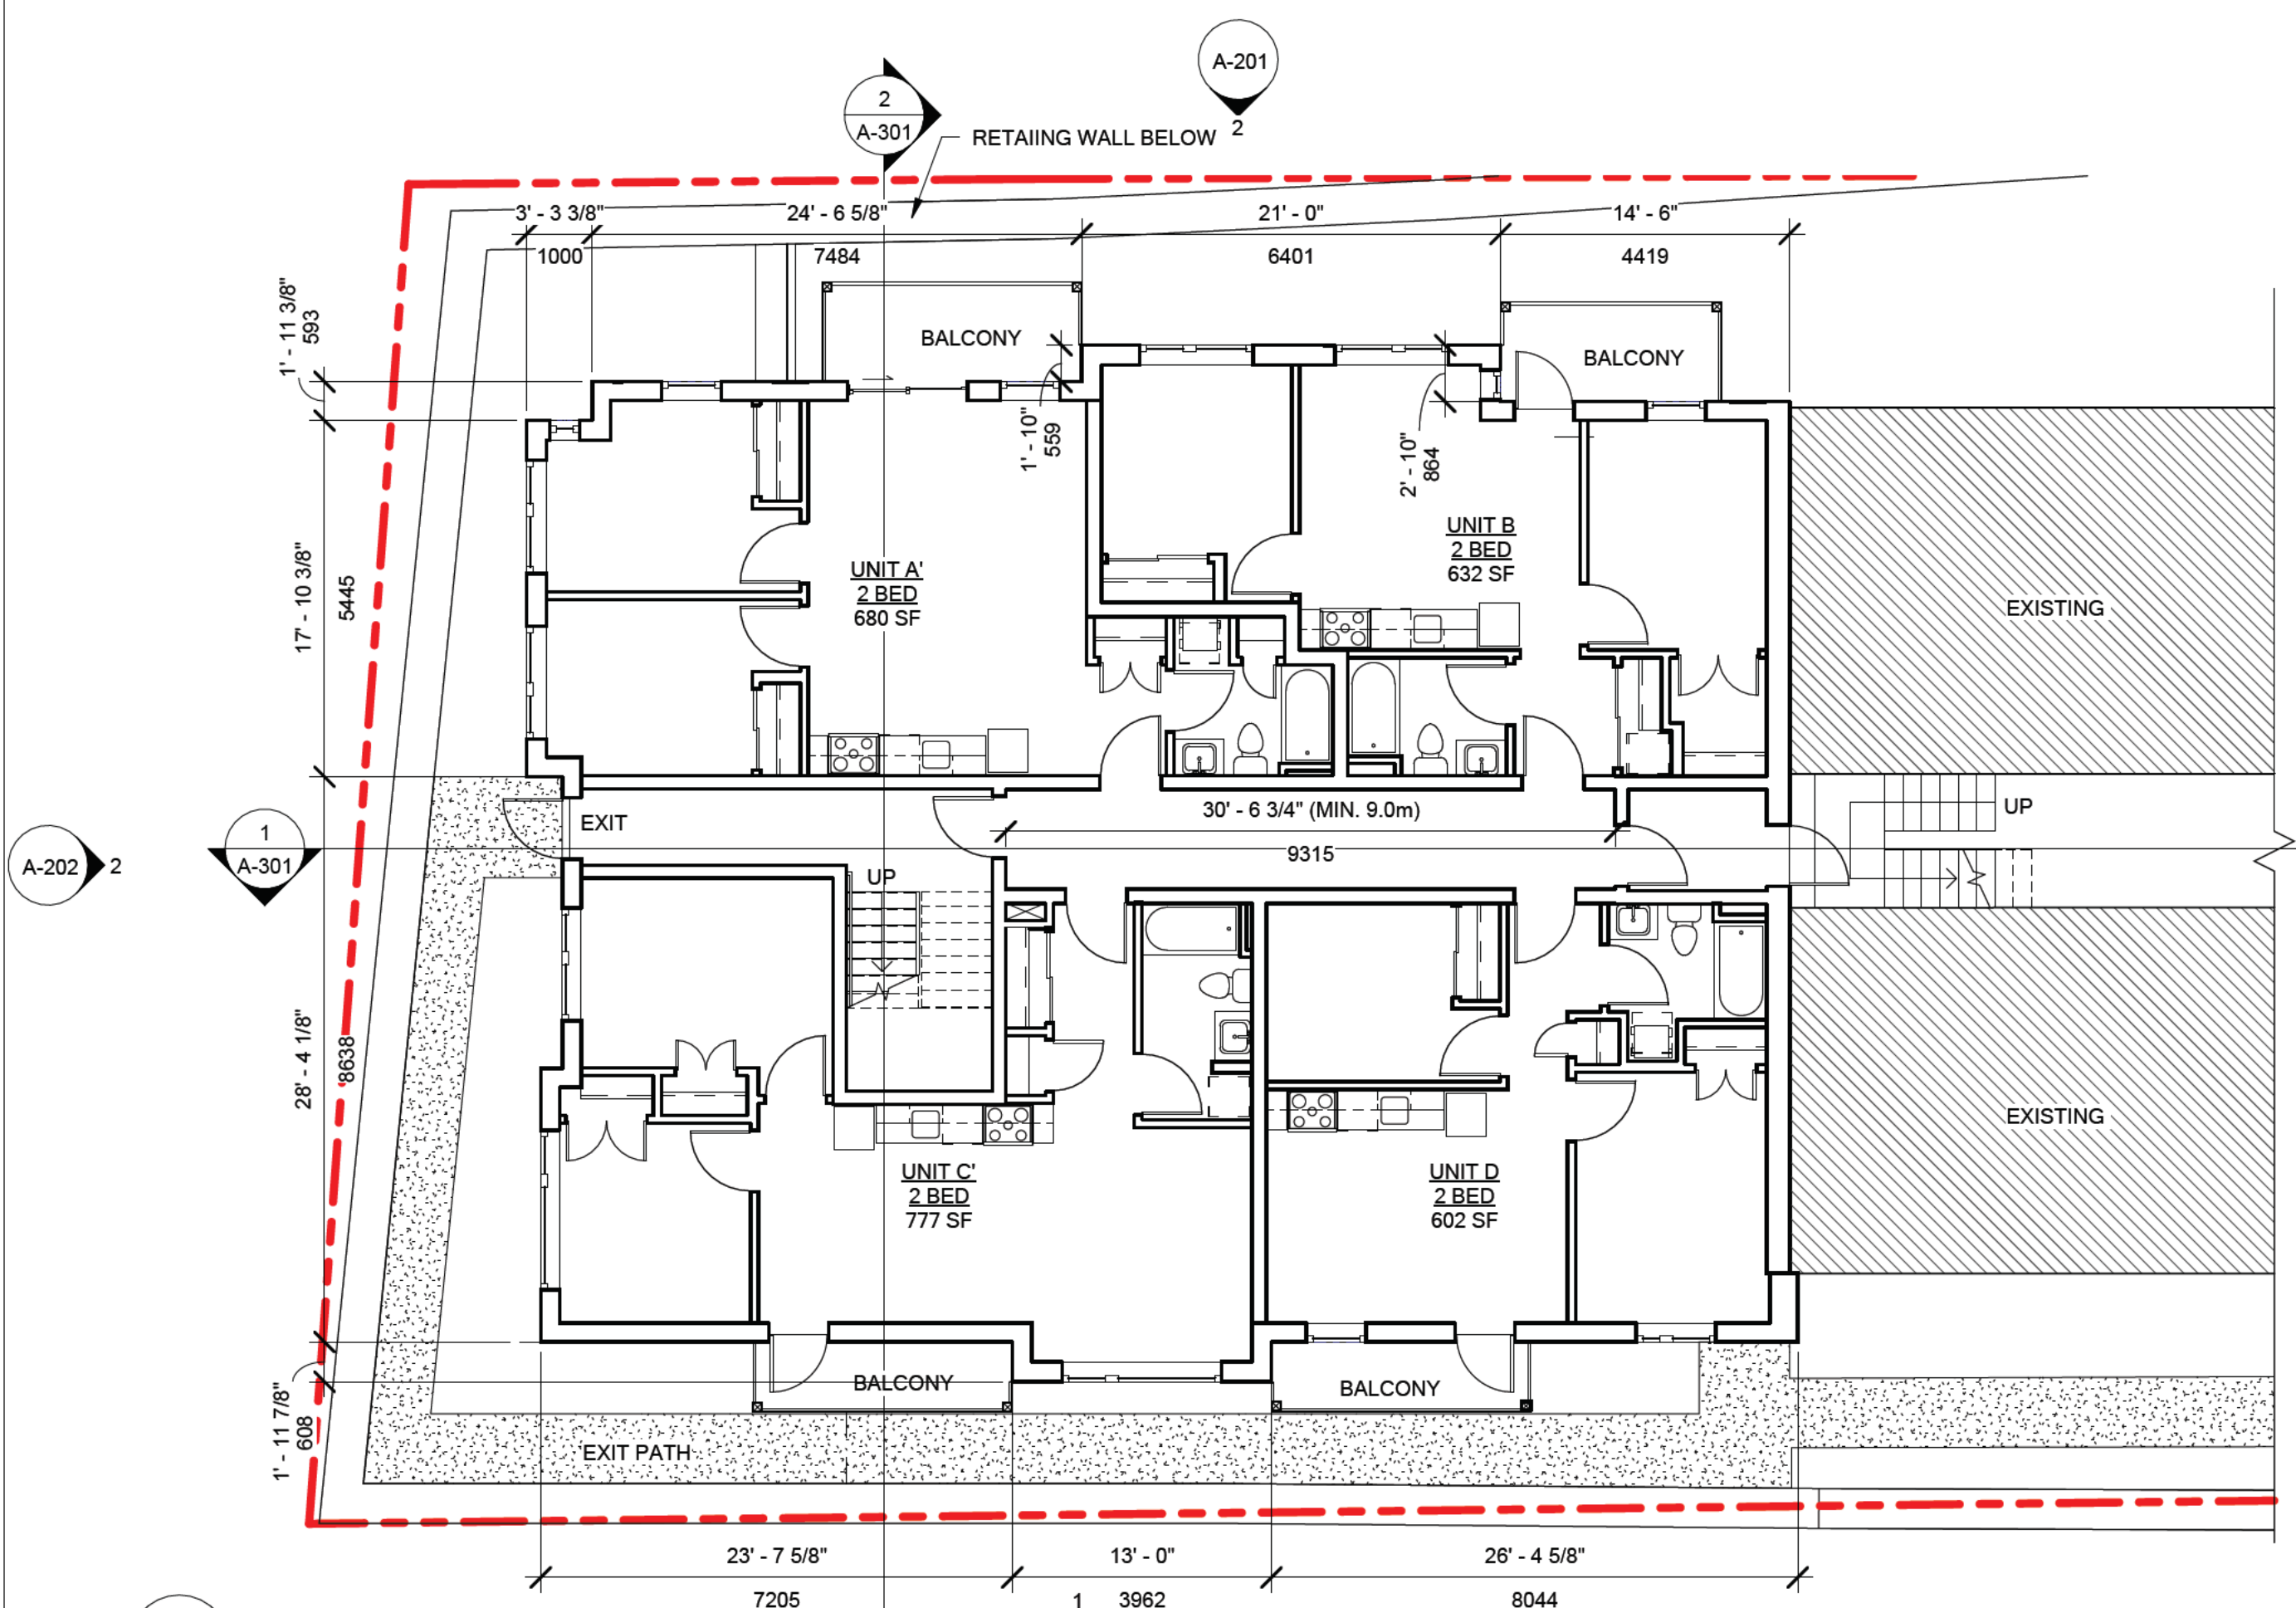 A-201
2
2
A-301
RETAIING WALL BELOW
3' - 3 3/8"
24' - 6 5/8"
21' - 0"
14' - 6"
1000
7484
6401
4419
1' - 11 3/8"
593
BALCONY
BALCONY
1' - 10"
559
2' - 10"
864
17' - 10 3/8"
5445
UNIT A'
2 BED
680 SF
UNIT B
2 BED
632 SF
EXISTING
EXIT
30' - 6 3/4" (MIN. 9.0m)
9315
UP
A-202
2
1
A-301
UP
28' - 4 1/8"
8638
EXISTING
UNIT C'
2 BED
777 SF
UNIT D
2 BED
602 SF
BALCONY
BALCONY
1' - 11 7/8"
608
EXIT PATH
23' - 7 5/8"
13' - 0"
26' - 4 5/8"
7205
1
3962
8044